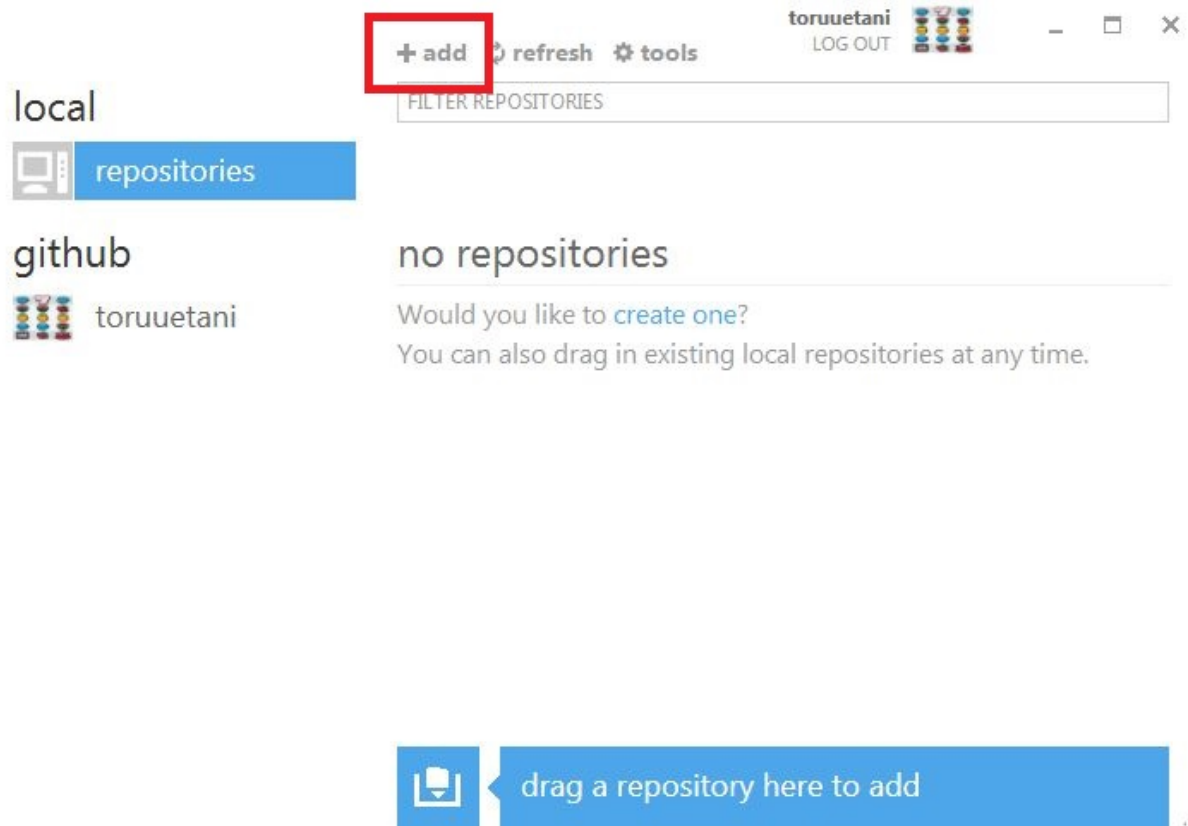 toruuetani
LOG OUT
+ add refresh tools
FILTER REPOSITORIES
local
repositories
github
toruuetani
no repositories
Would you like to create one?
You can also drag in existing local repositories at any time.
drag a repository here to add